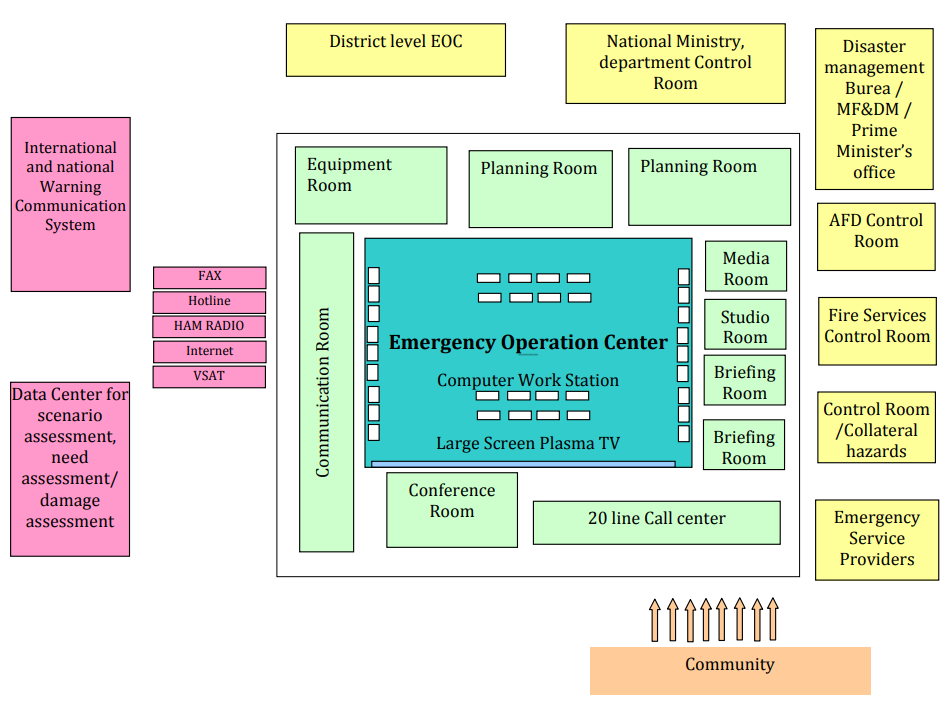 District level EOC
National Ministry,
department Control
Room
Disaster
management
Burea /
MF&DM /
Prime
Minister's
office
International
and national
Warning
Communication
System
Equipment
Room
Planning Room
Planning Room
AFD Control
Room
Media
Room
FAX
Hotline
HAM RADIO
Internet
VSAT
Communication Room
Emergency Operation Center
Computer Work Station
Large Screen Plasma TV
Studio
Room
Fire Services
Control Room
Briefing
Room
Briefing
Room
Control Room
/Collateral
hazards
Data Center for
scenario
assessment,
need
assessment/
damage
assessment
Conference
Room
20 line Call center
Emergency
Service
Providers
Community